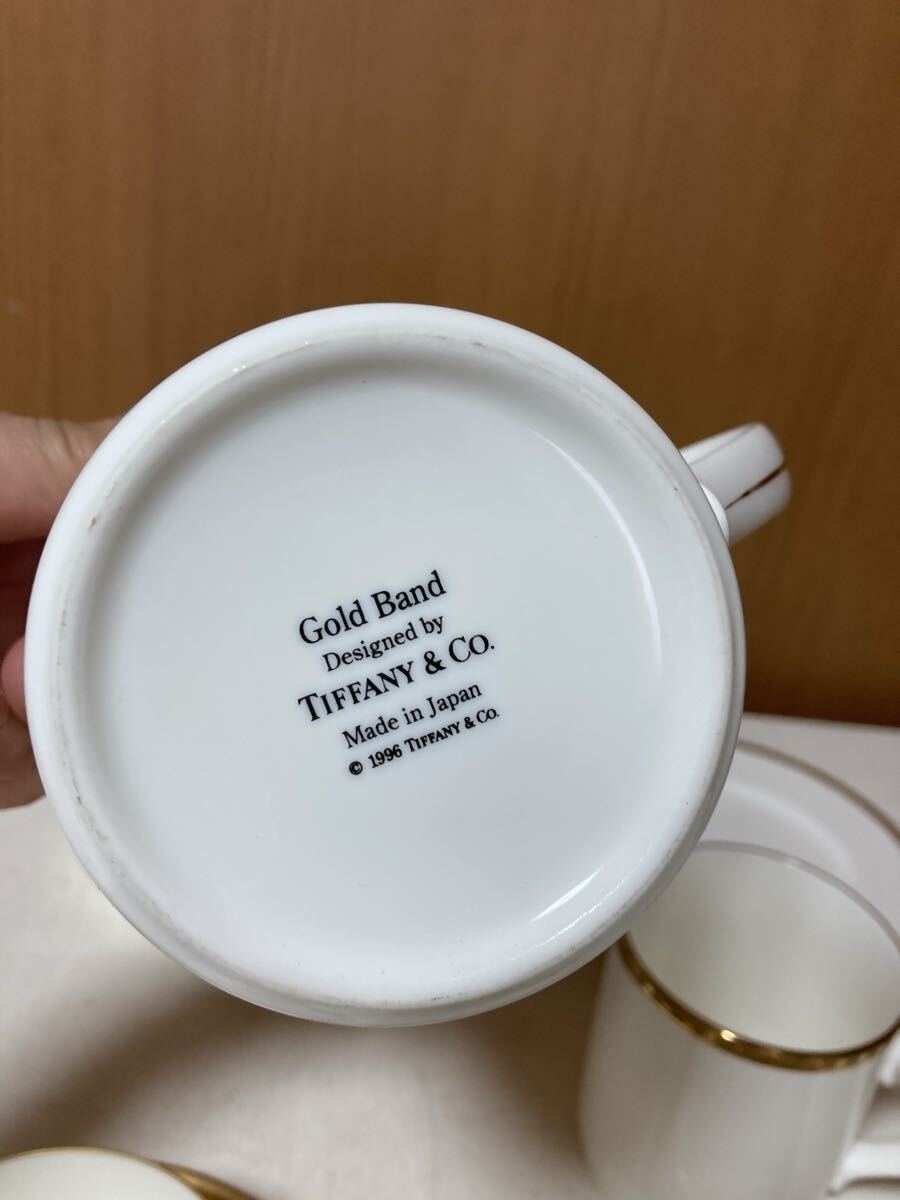 Gold Band
Designed by
TIFFANY & CO.
Made in Japan
© 1996 TIFFANY & CO.